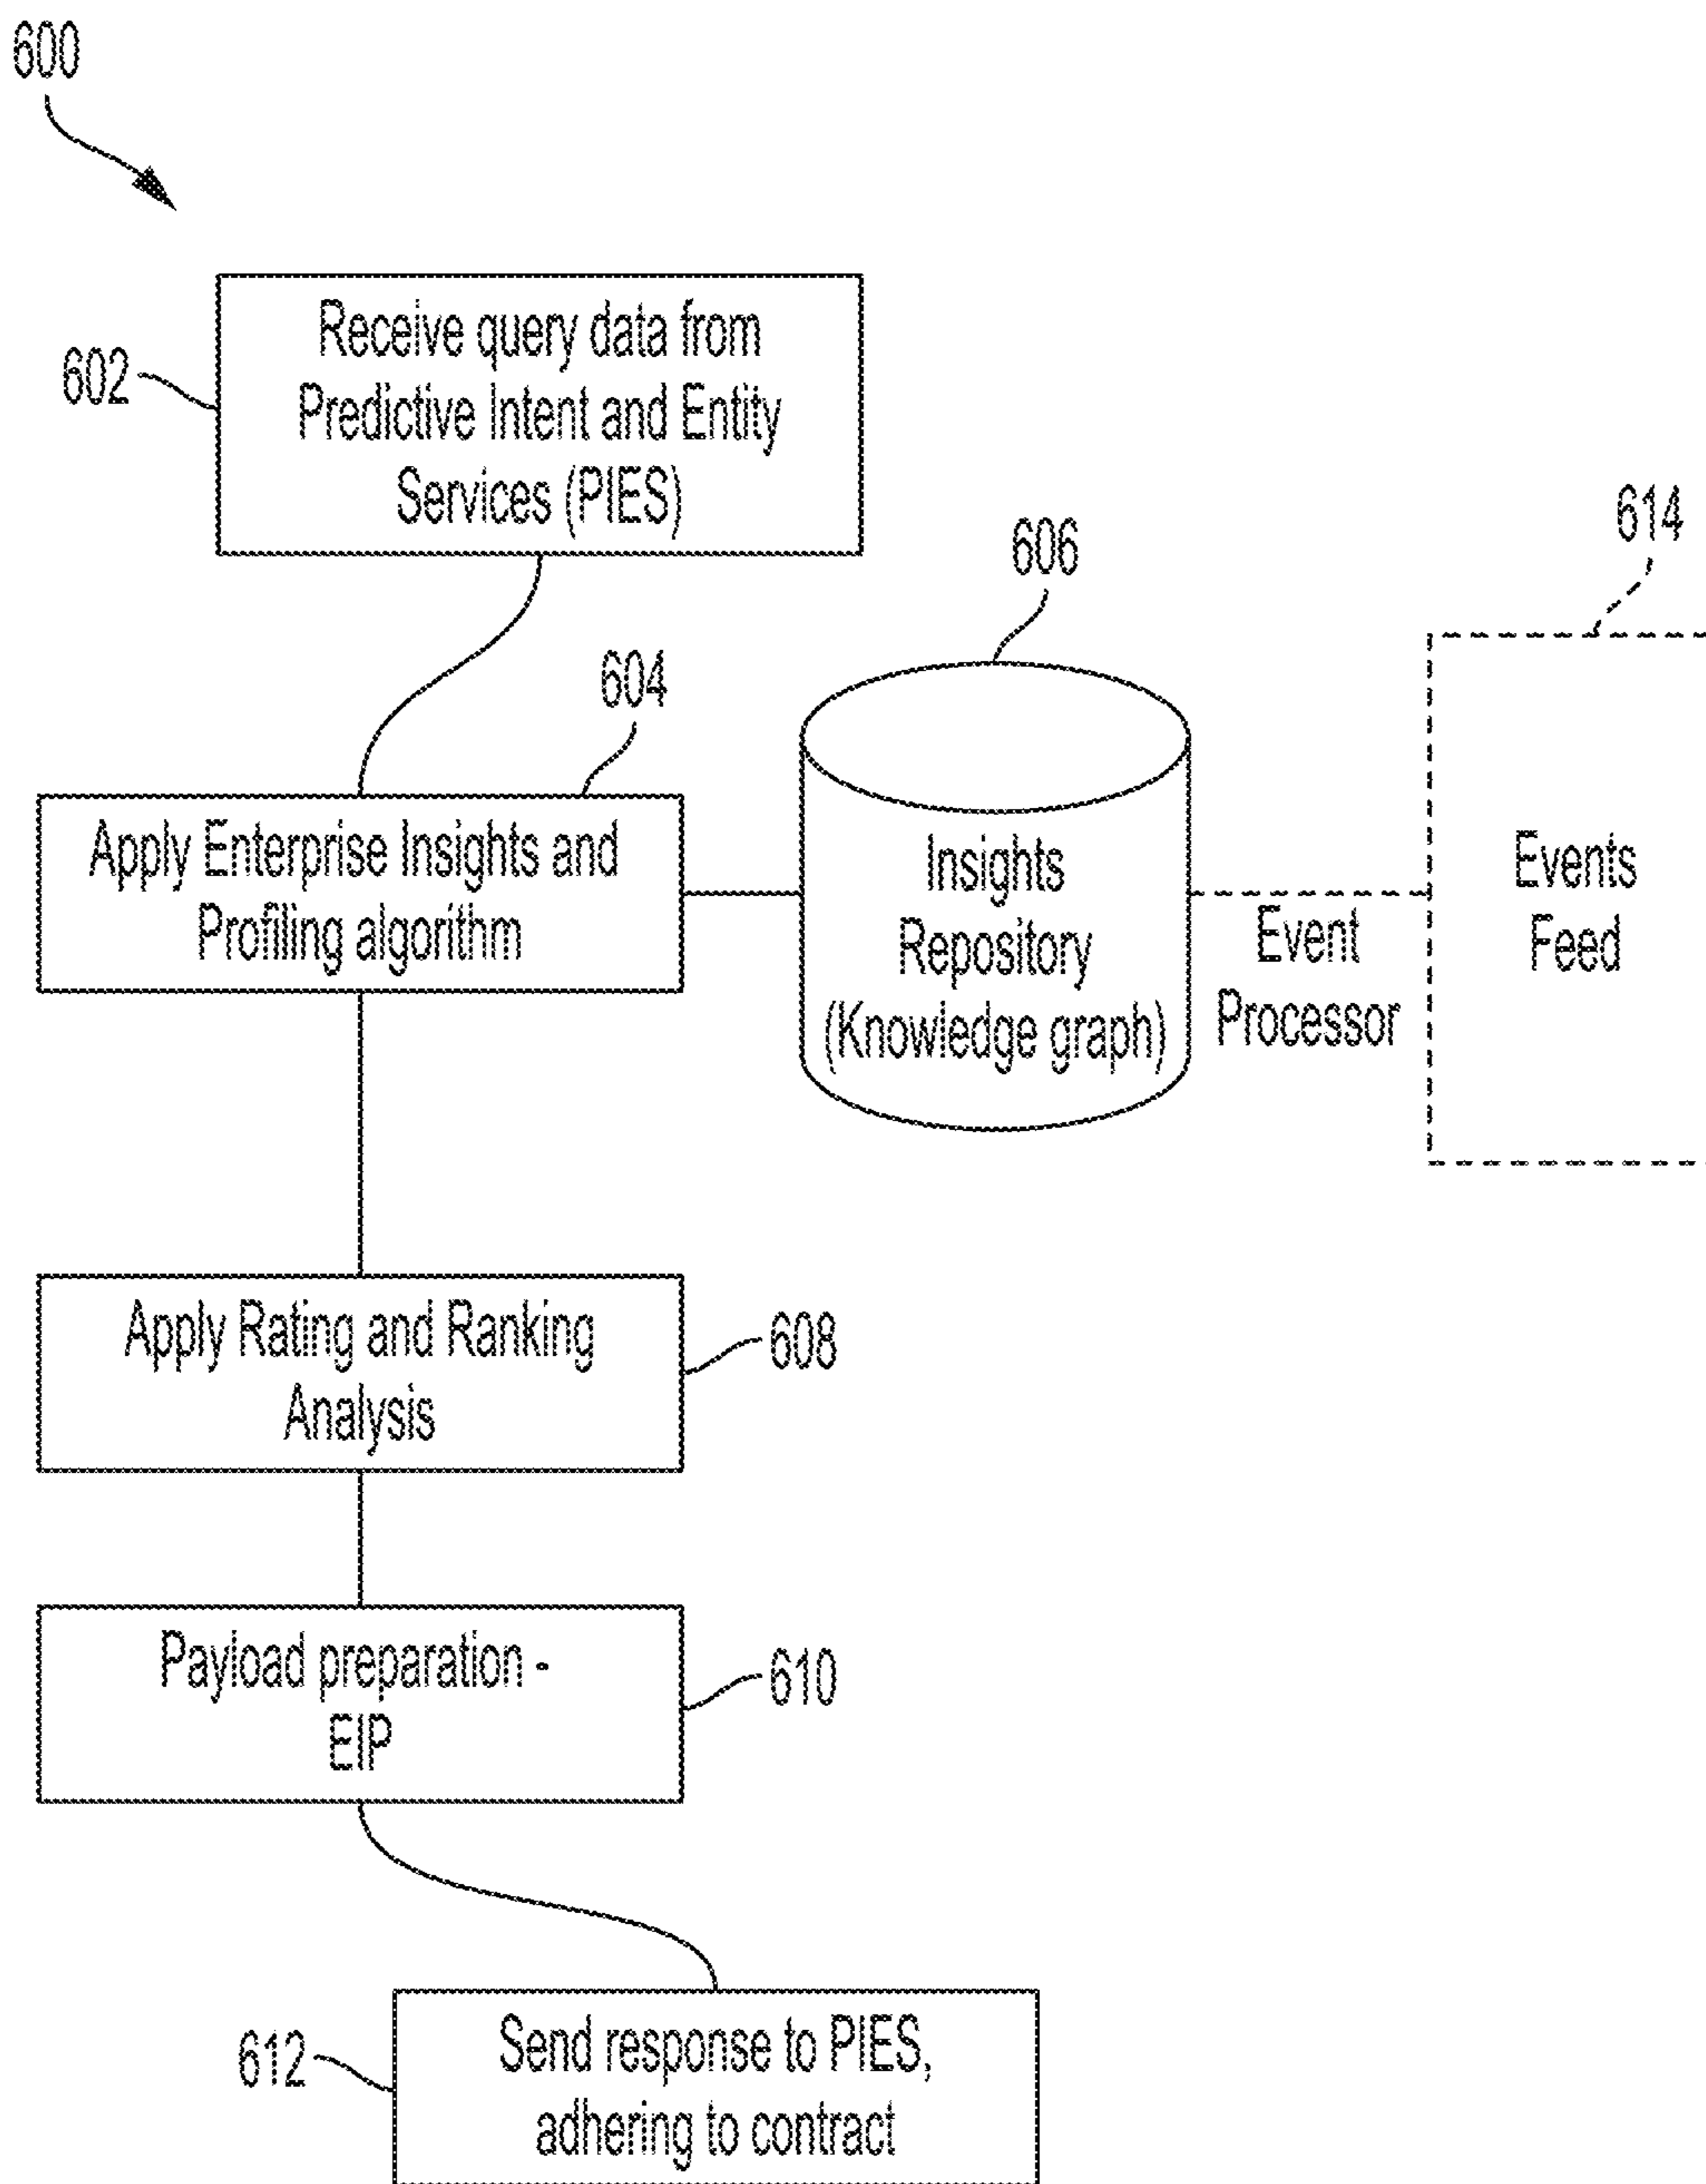 600
602
Receive query data from
Predictive Intent and Entity
Services (PIES)
604
Apply Enterprise Insights and
Profiling algorithm
606
Insights
Repository
(Knowledge graph)
Event
Processor
614
Events
Feed
Apply Rating and Ranking
Analysis
608
Payload preparation -
EIP
610
612
Send response to PIES,
adhering to contract